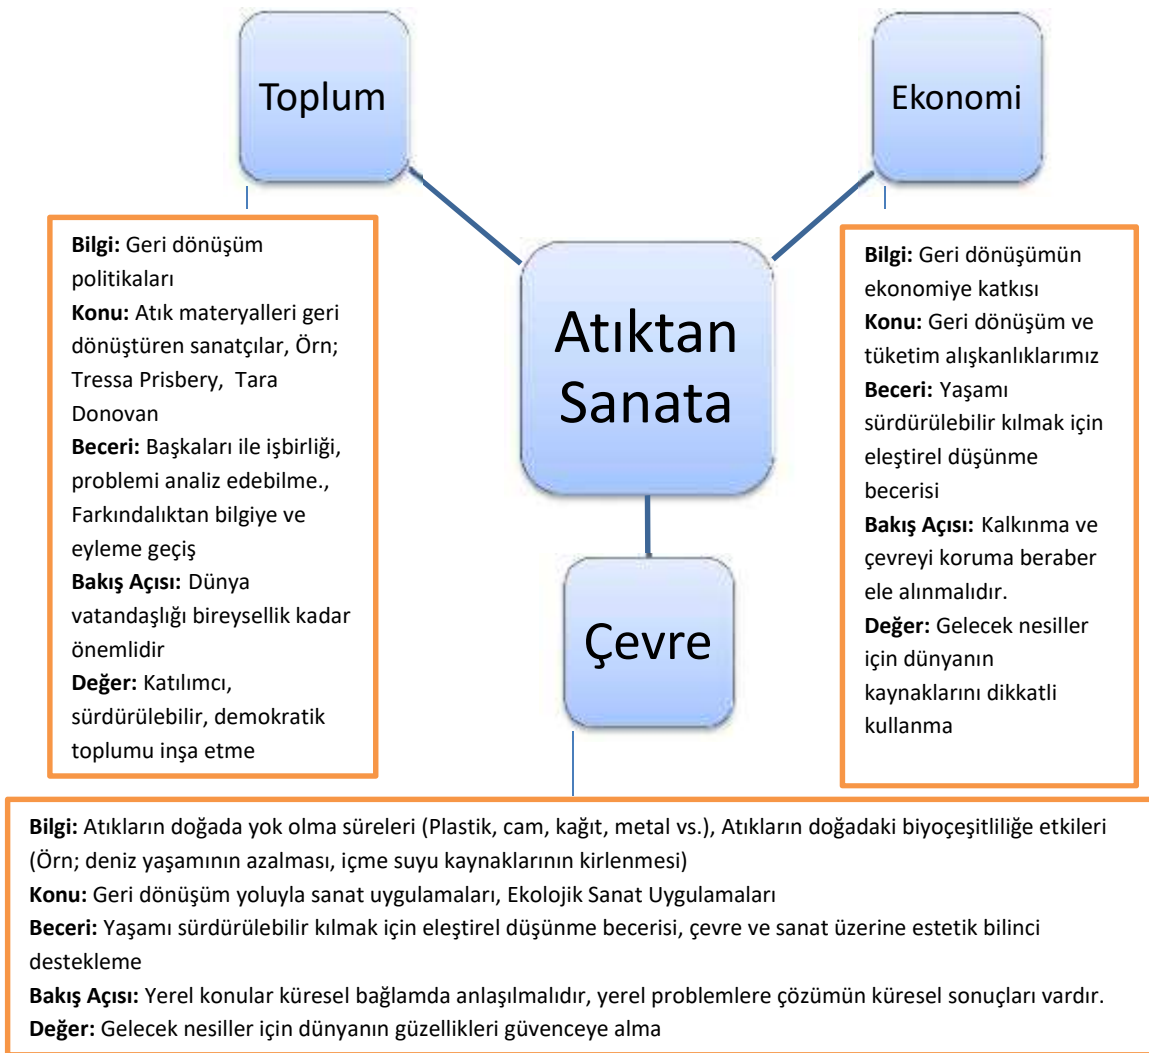 Toplum
Ekonomi
Bilgi: Geri dönüşüm
politikaları
Konu: Atık materyalleri geri
dönüştüren sanatçılar, Örn;
Tressa Prisbery, Tara
Donovan
Beceri: Başkaları ile işbirliği,
problemi analiz edebilme.,
Farkındalıktan bilgiye ve
eyleme geçiş
Bakış Açısı: Dünya
vatandaşlığı bireysellik kadar
önemlidir
Değer: Katılımcı,
sürdürülebilir, demokratik
toplumu inşa etme
Atıktan
Sanata
Bilgi: Geri dönüşümün
ekonomiye katkısı
Konu: Geri dönüşüm ve
tüketim alışkanlıklarımız
Beceri: Yaşamı
sürdürülebilir kılmak için
eleştirel düşünme
becerisi
Bakış Açısı: Kalkınma ve
çevreyi koruma beraber
ele alınmalıdır.
Değer: Gelecek nesiller
için dünyanın
kaynaklarını dikkatli
kullanma
Çevre
Bilgi: Atıkların doğada yok olma süreleri (Plastik, cam, kağıt, metal vs.), Atıkların doğadaki biyoçeşitliliğe etkileri
(Örn; deniz yaşamının azalması, içme suyu kaynaklarının kirlenmesi)
Konu: Geri dönüşüm yoluyla sanat uygulamaları, Ekolojik Sanat Uygulamaları
Beceri: Yaşamı sürdürülebilir kılmak için eleştirel düşünme becerisi, çevre ve sanat üzerine estetik bilinci
destekleme
Bakış Açısı: Yerel konular küresel bağlamda anlaşılmalıdır, yerel problemlere çözümün küresel sonuçları vardır.
Değer: Gelecek nesiller için dünyanın güzellikleri güvenceye alma